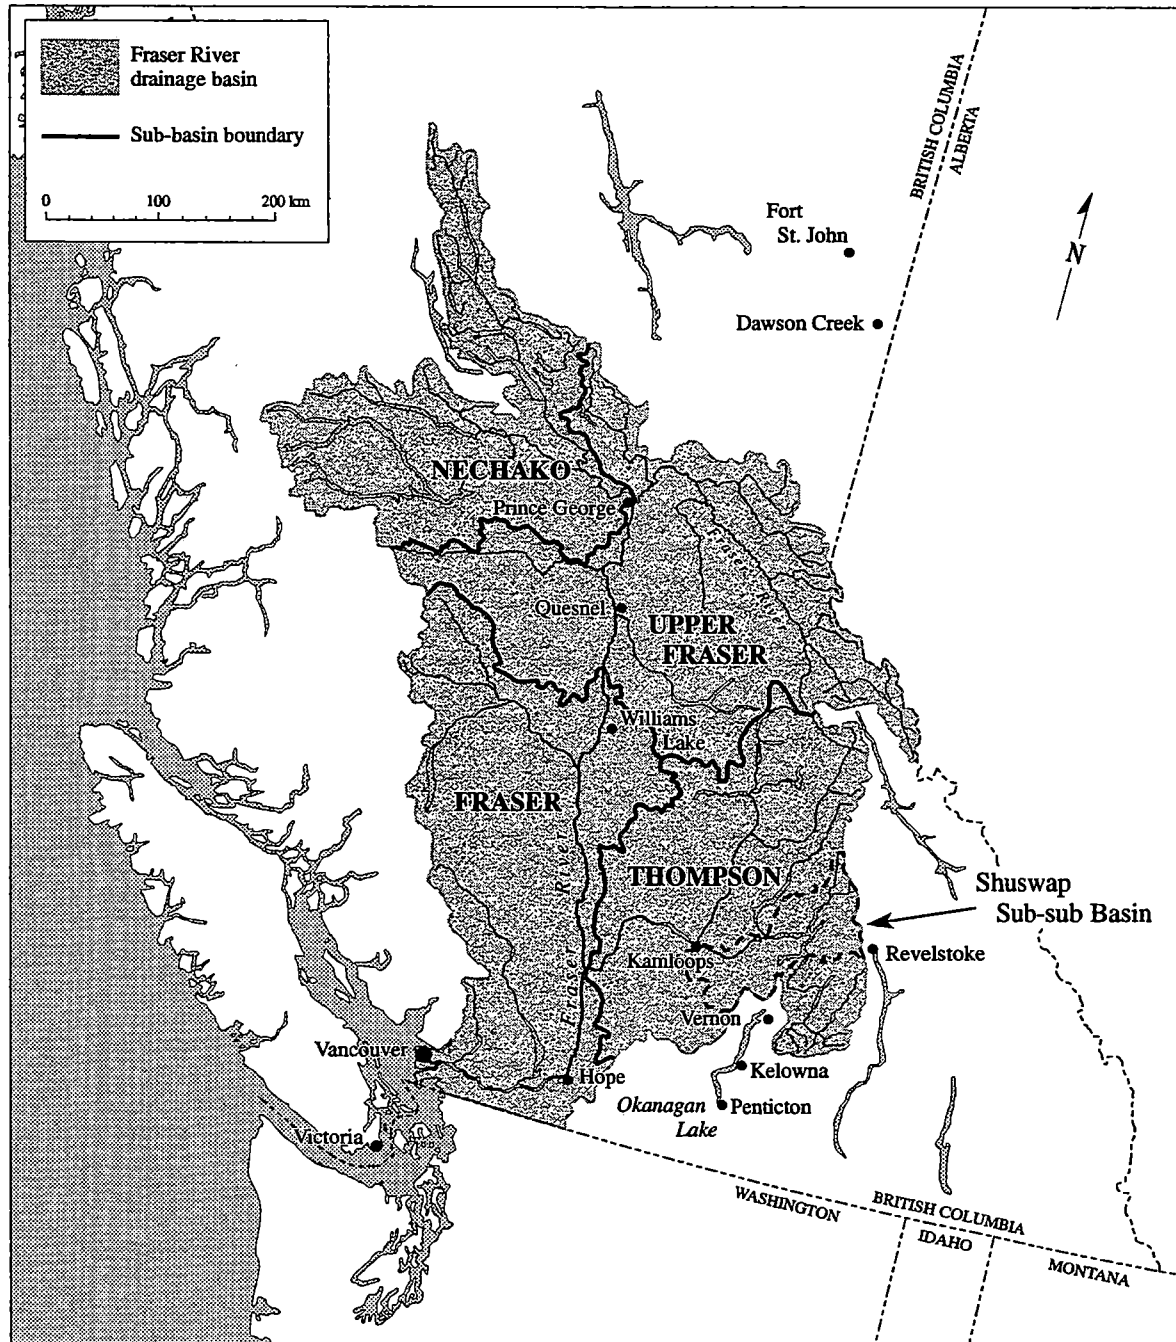 Fraser River
drainage basin
Sub-basin boundary
0 100 200 km
BRITISH COLUMBIA
ALBERTA
Fort
St. John
N
Dawson Creek
NECHAKO
Prince George
Fraser River
Quesnel
UPPER
FRASER
Williams
Lake
FRASER
Fraser River
THOMPSON
Shuswap
Sub-sub Basin
Kamloops
Revelstoke
Vernon
Vancouver
Kelowna
Hope
Okanagan
Lake
Penticton
Victoria
WASHINGTON
BRITISH COLUMBIA
IDAHO
MONTANA